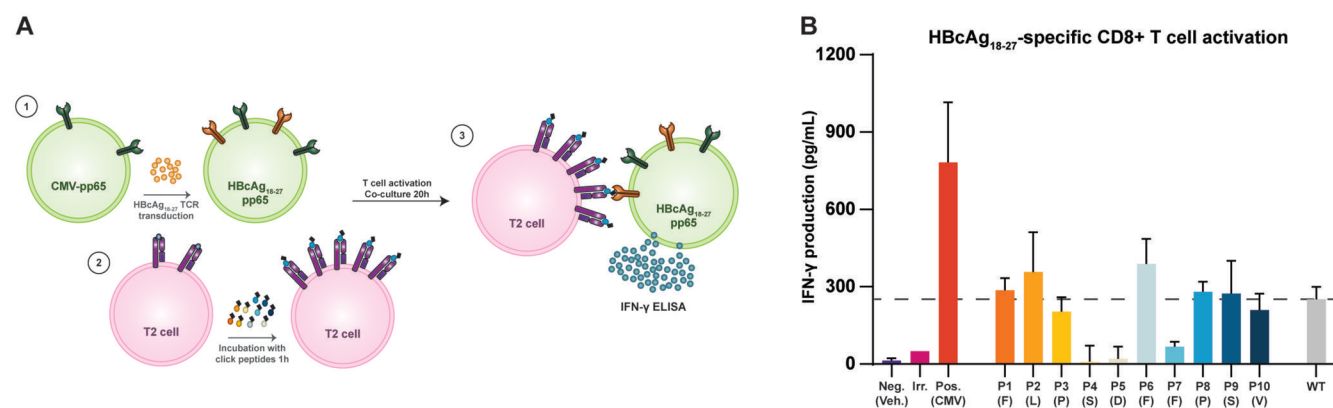 A
1
CMV-pp65
HBcAg18-27 TCR
transduction
HBcAg18-27
pp65
T cell activation
Co-culture 20h
2
T2 cell
Incubation with
click peptides 1h
T2 cell
3
T2 cell
HBcAg18-27
pp65
IFN-γ ELISA
B
HBcAg18-27-specific CD8+ T cell activation
IFN-γ production (pg/mL)
1200
900
600
300
0
Neg. Irr. Pos. P1 P2 P3 P4 P5 P6 P7 P8 P9 P10 WT
(Veh.) (CMV) (F) (L) (P) (S) (D) (F) (F) (P) (S) (V)